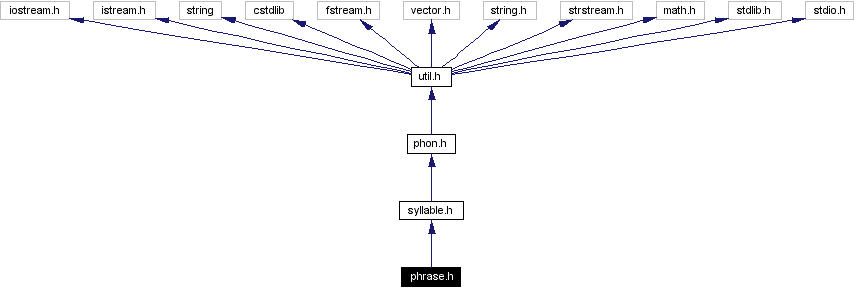 iostream.h istream.h string cstdlib fstream.h vector.h string.h strstream.h math.h stdlib.h stdio.h
util.h
phon.h
syllable.h
phrase.h